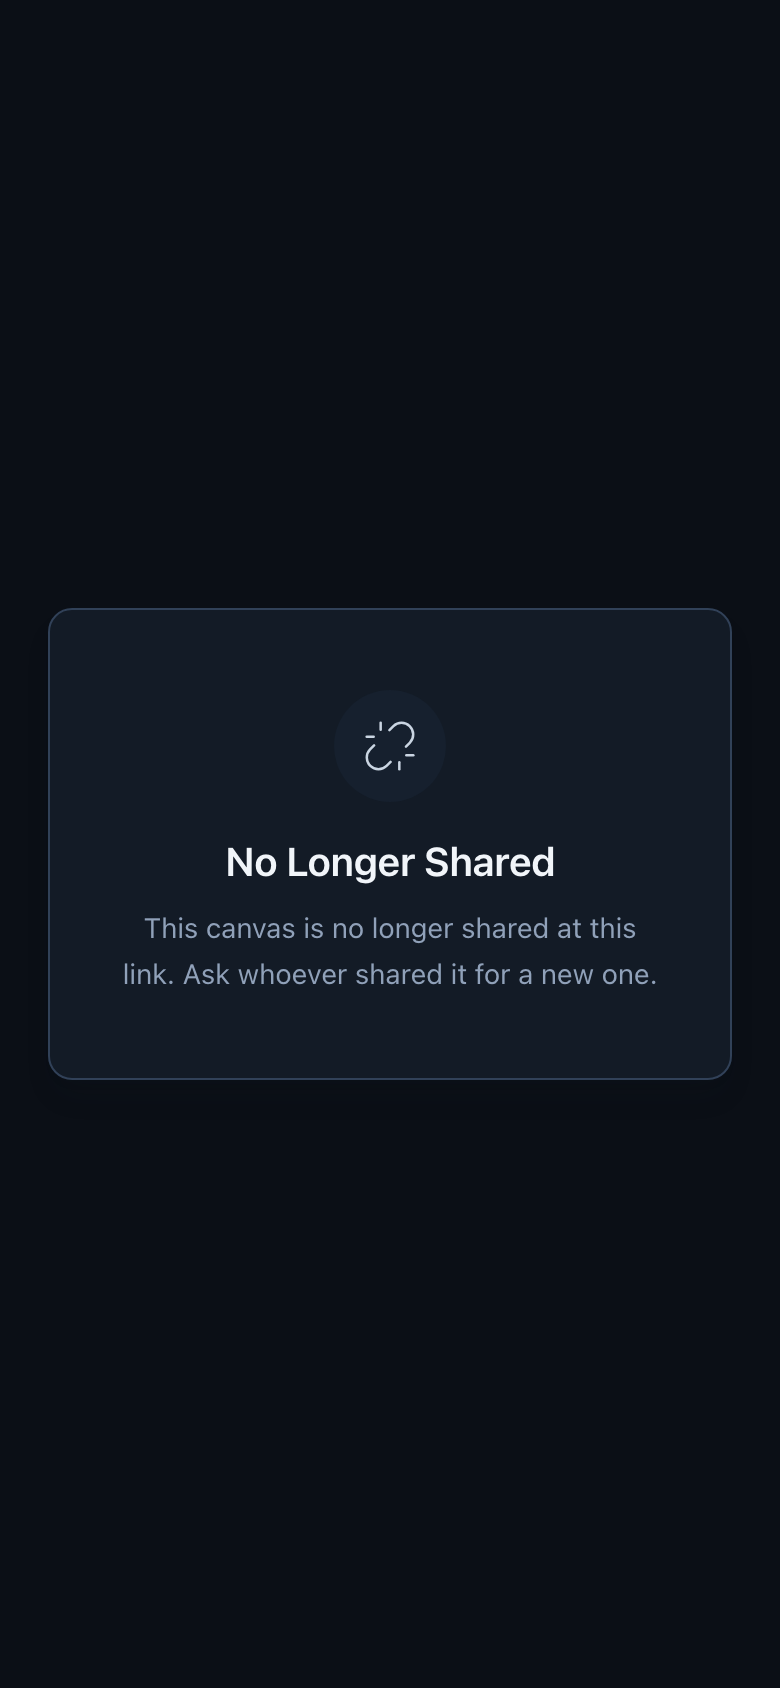 No Longer Shared
This canvas is no longer shared at this
link. Ask whoever shared it for a new one.